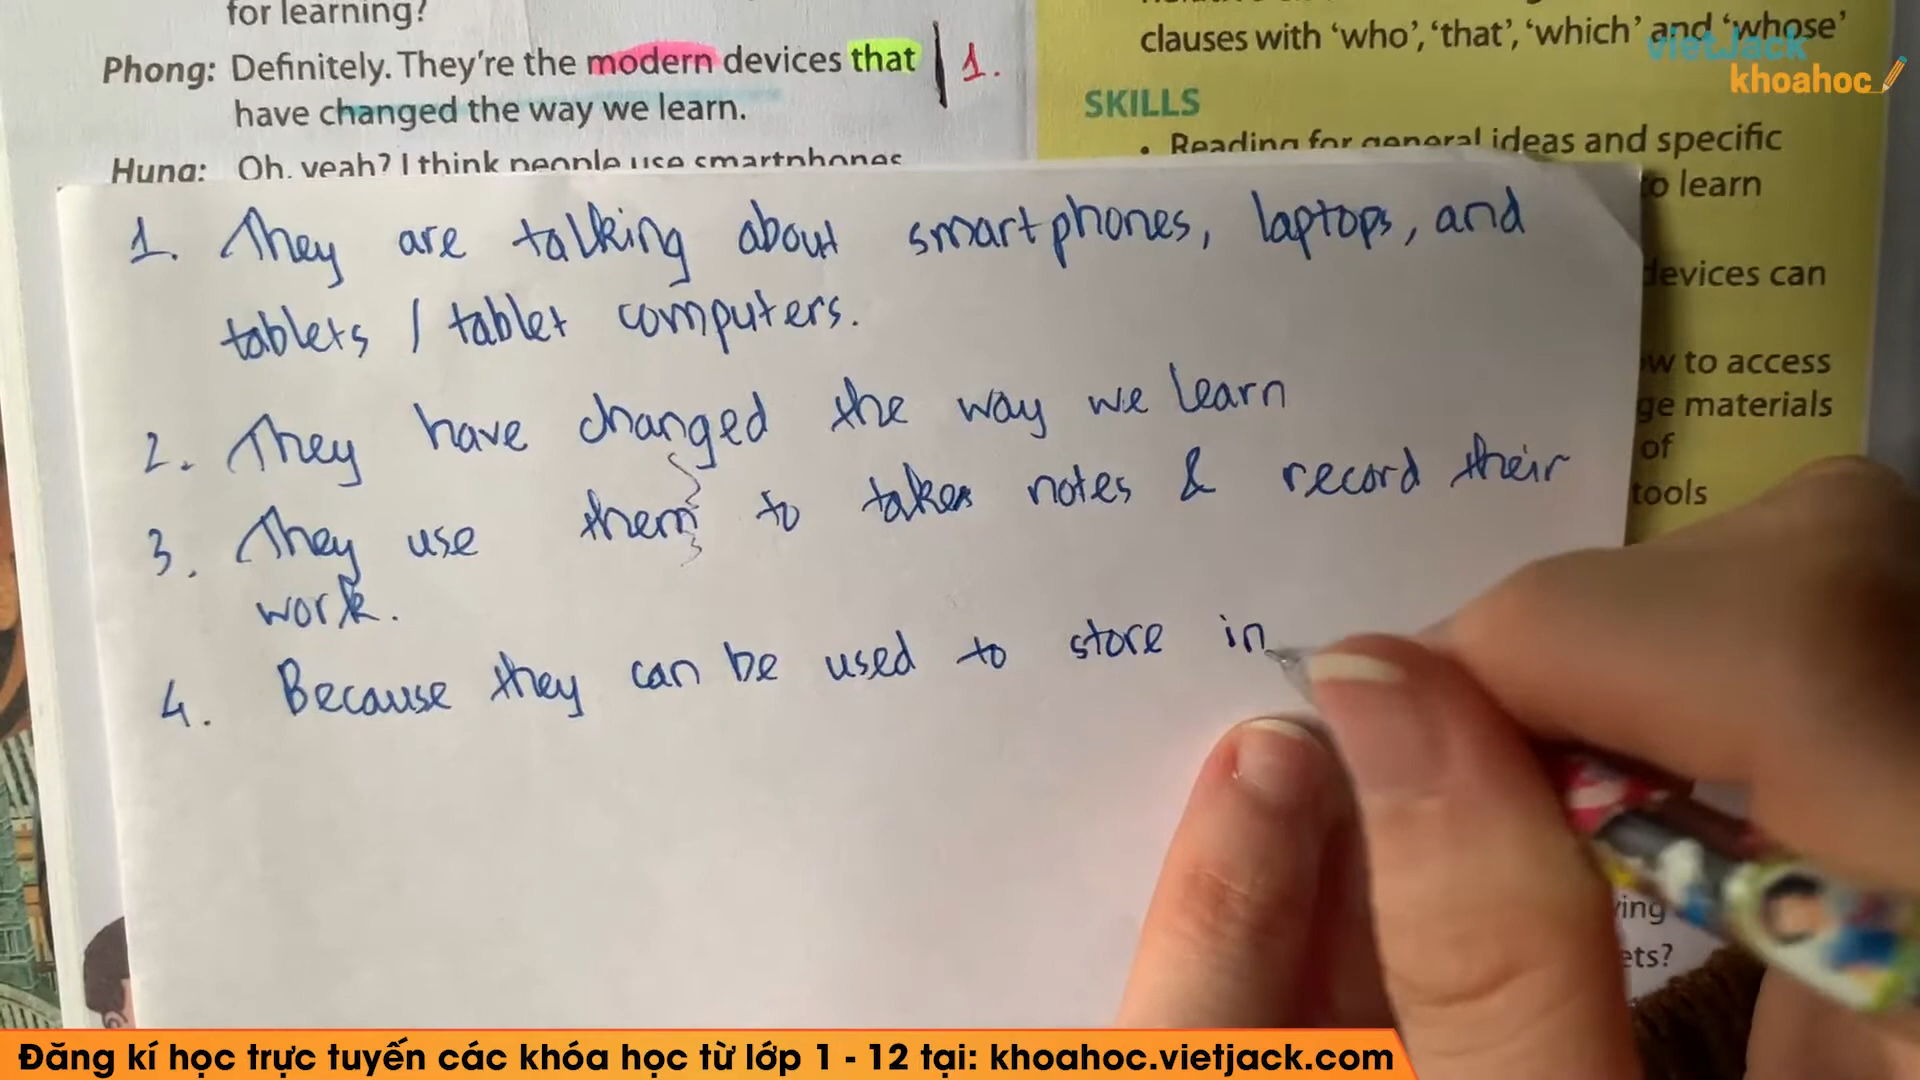 for learning?
Phong: Definitely. They're the modern devices that
have changed the way we learn.
1.
Hung: Oh, yeah? I think people use smartphones
clauses with 'who', 'that', 'which' and 'whose'
vietJack
khoahoc
SKILLS
• Reading for general ideas and specific
to learn
devices can
to access
materials
of
tools
1. They are talking about smartphones, laptops, and
tablets / tablet computers.
2. They have changed the way we learn
3. They use them to take notes & record their
work.
4. Because they can be used to store in
Đăng kí học trực tuyến các khóa học từ lớp 1 - 12 tại: khoahoc.vietjack.com